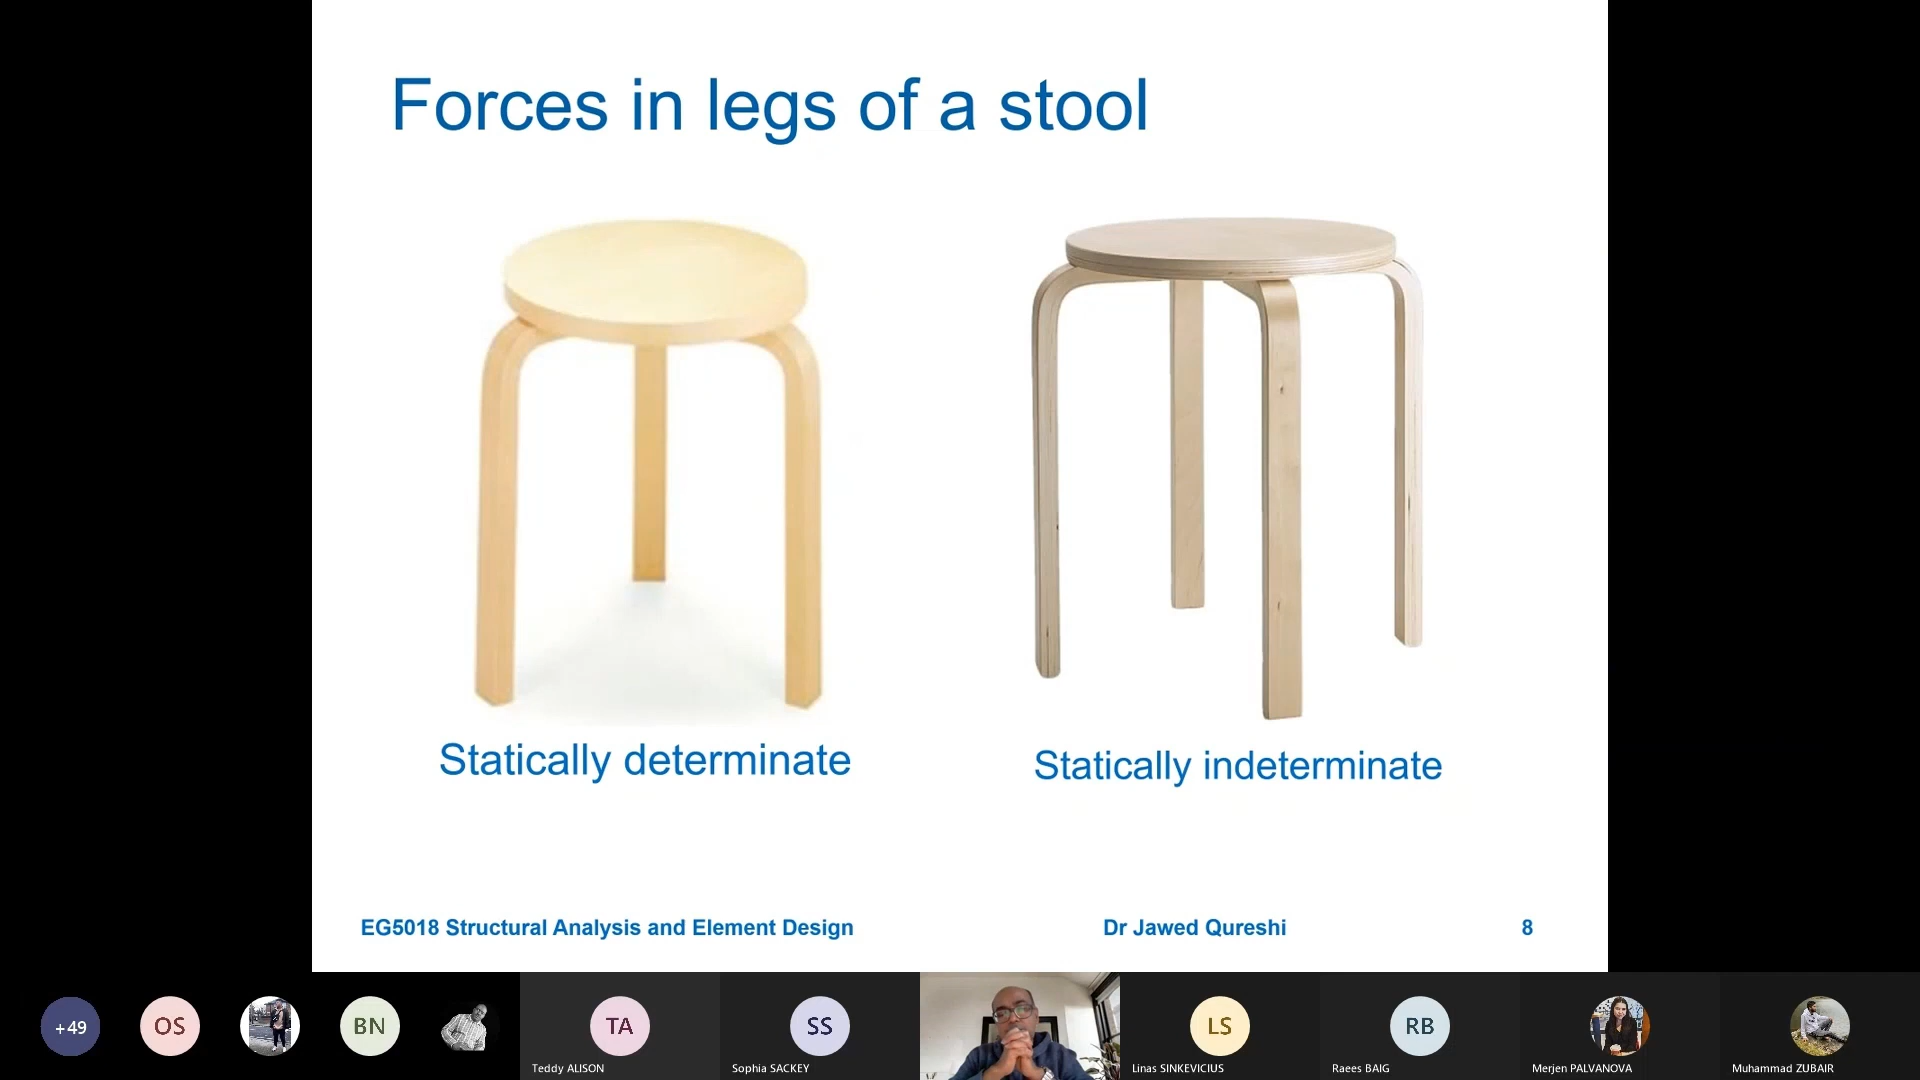 Forces in legs of a stool
Statically determinate
Statically indeterminate
EG5018 Structural Analysis and Element Design
Dr Jawed Qureshi
8
+49
OS
BN
TA
SS
LS
RB
Teddy ALISON
Sophia SACKEY
Linas SINKEVICIUS
Raees BAIG
Merjen PALVANOVA
Muhammad ZUBAIR